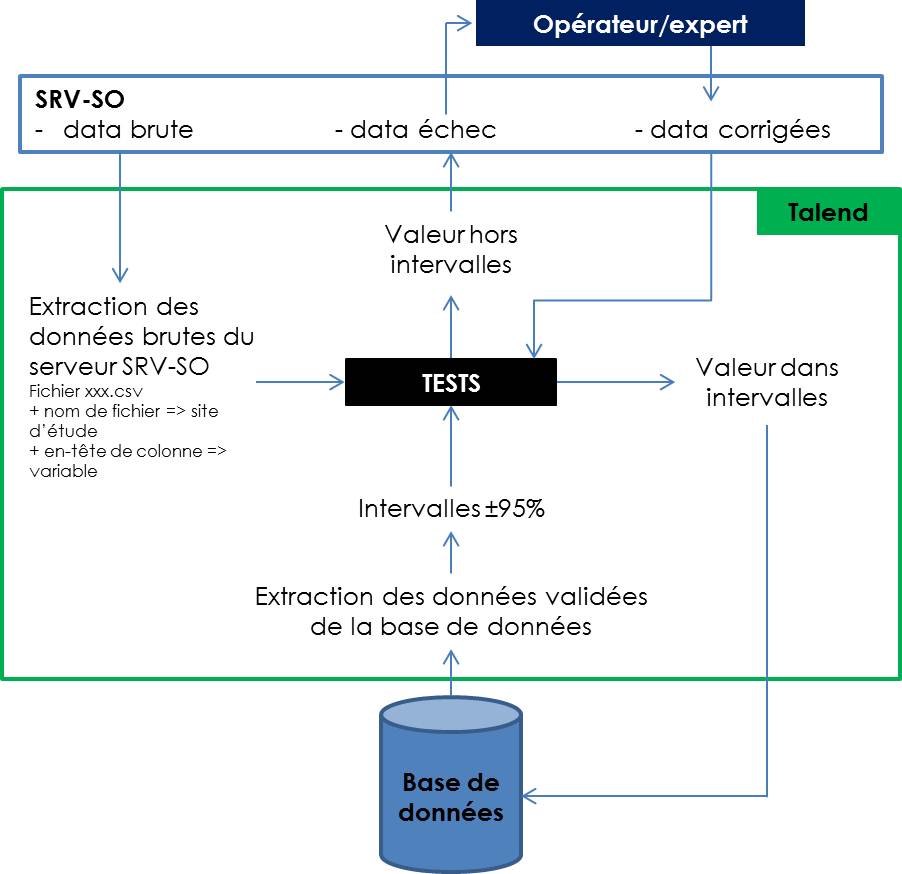 Opérateur/expert
SRV-SO
- data brute
- data échec
- data corrigées
Talend
Valeur hors
intervalles
Extraction des
données brutes du
serveur SRV-SO
Fichier xxx.csv
+ nom de fichier => site
d'étude
+ en-tête de colonne =>
variable
TESTS
Valeur dans
intervalles
Intervalles ±95%
Extraction des données validées
de la base de données
Base de
données